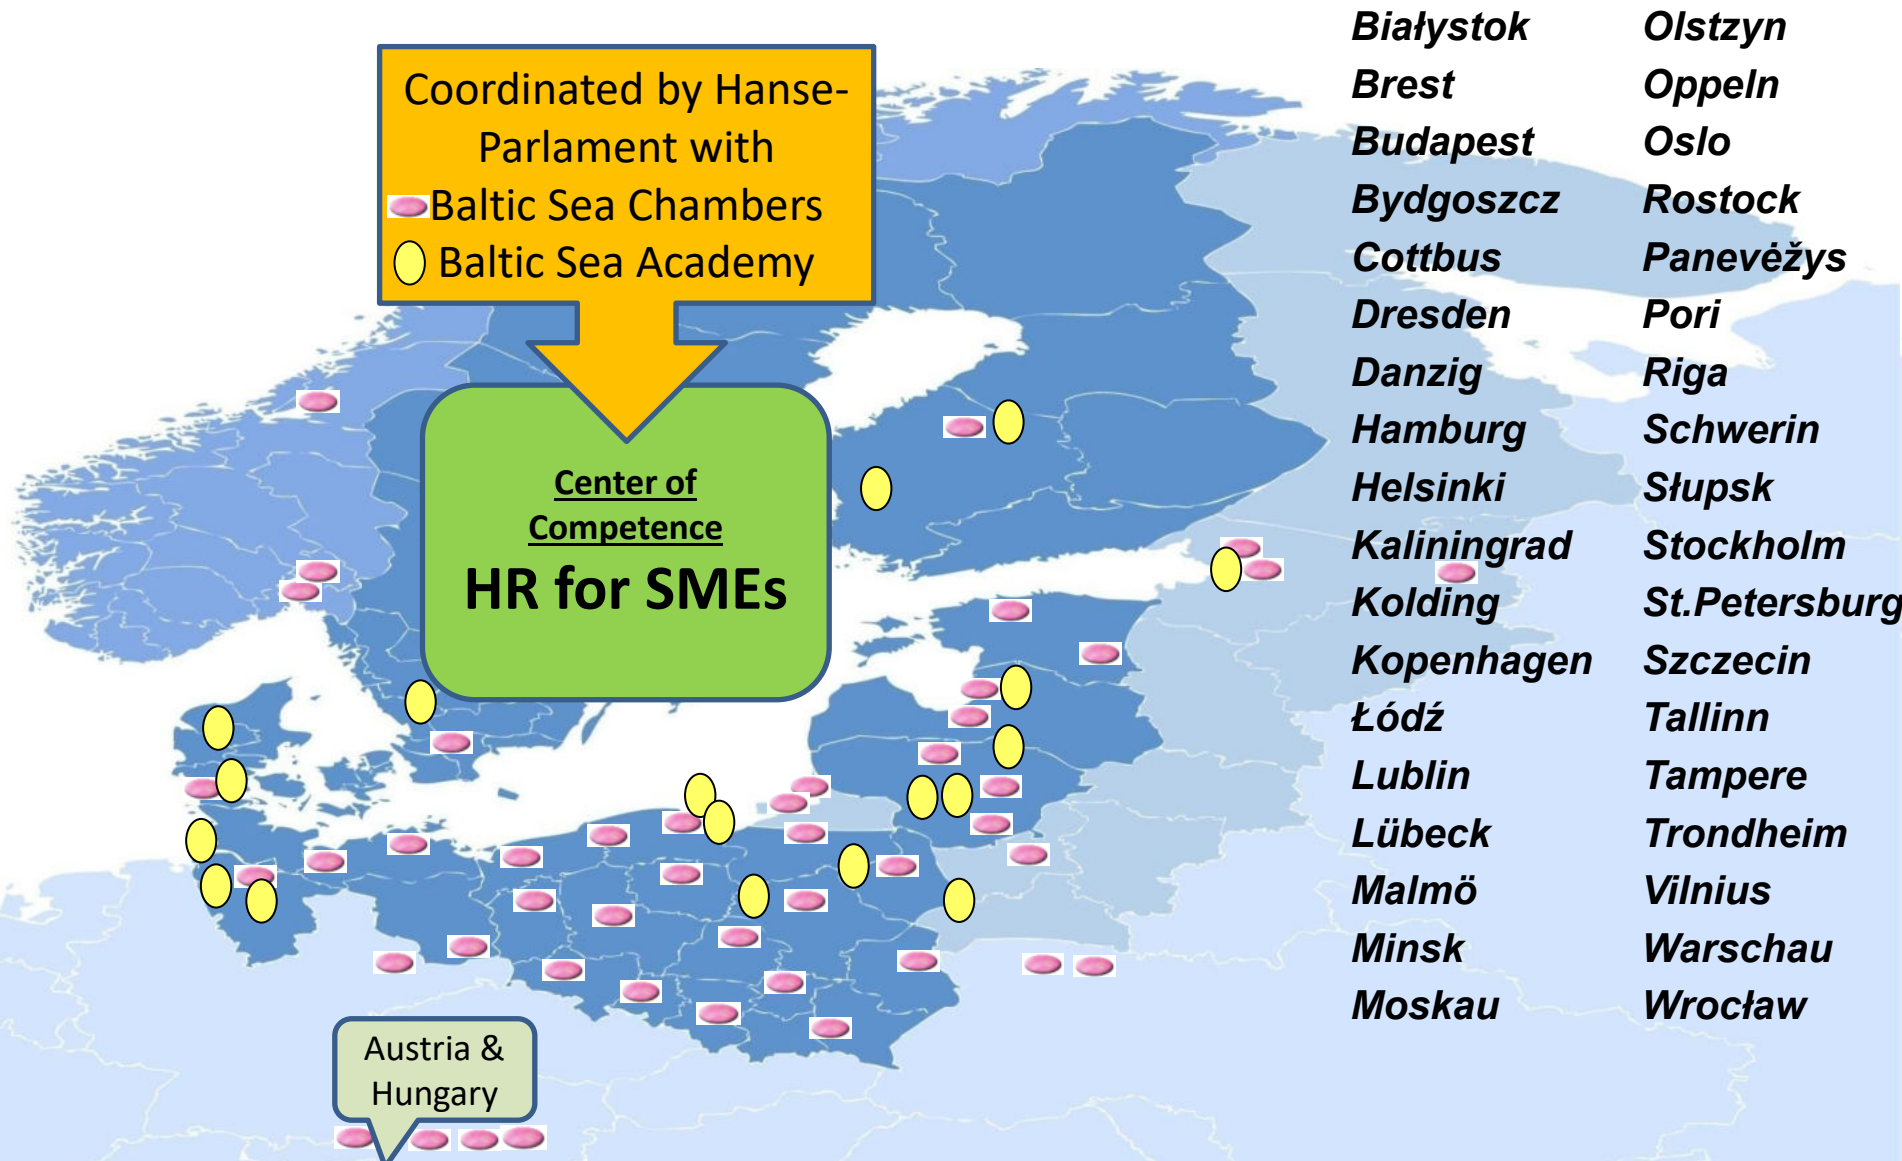 Coordinated by Hanse-
Parlament with
Baltic Sea Chambers
Baltic Sea Academy
Center of
Competence
HR for SMEs
Austria &
Hungary
Białystok
Brest
Budapest
Bydgoszcz
Cottbus
Dresden
Danzig
Hamburg
Helsinki
Kaliningrad
Kolding
Kopenhagen
Łódź
Lublin
Lübeck
Malmö
Minsk
Moskau
Olstzyn
Oppeln
Oslo
Rostock
Panevėžys
Pori
Riga
Schwerin
Słupsk
Stockholm
St.Petersburg
Szczecin
Tallinn
Tampere
Trondheim
Vilnius
Warschau
Wrocław